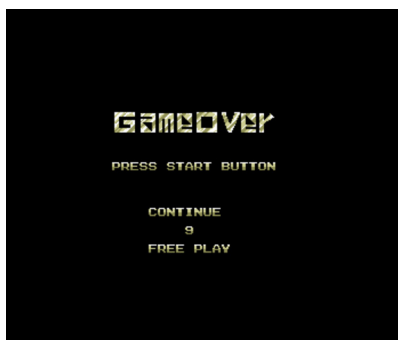 GameOver
PRESS START BUTTON
CONTINUE
9
FREE PLAY